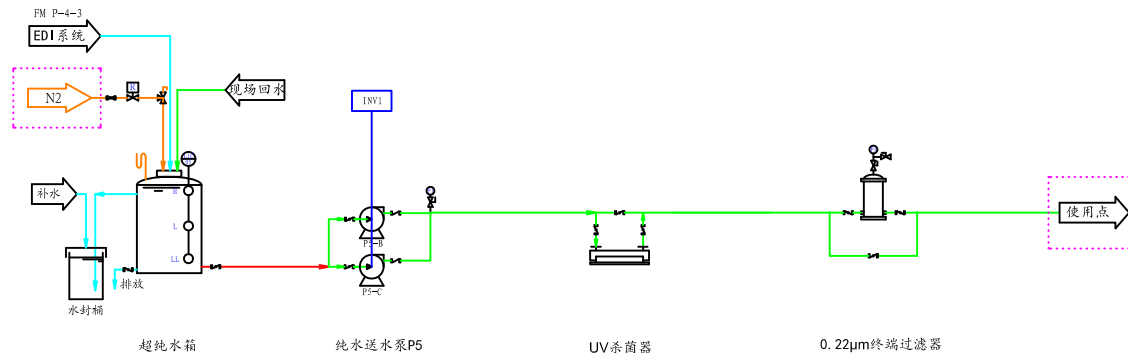 FM P-4-3
EDI系统
N2
R
现场回水
INV1
补水
H
L
LL
P5-B
P5-C
排放
水封桶
使用点
超纯水箱
纯水送水泵P5
UV杀菌器
0.22μm终端过滤器